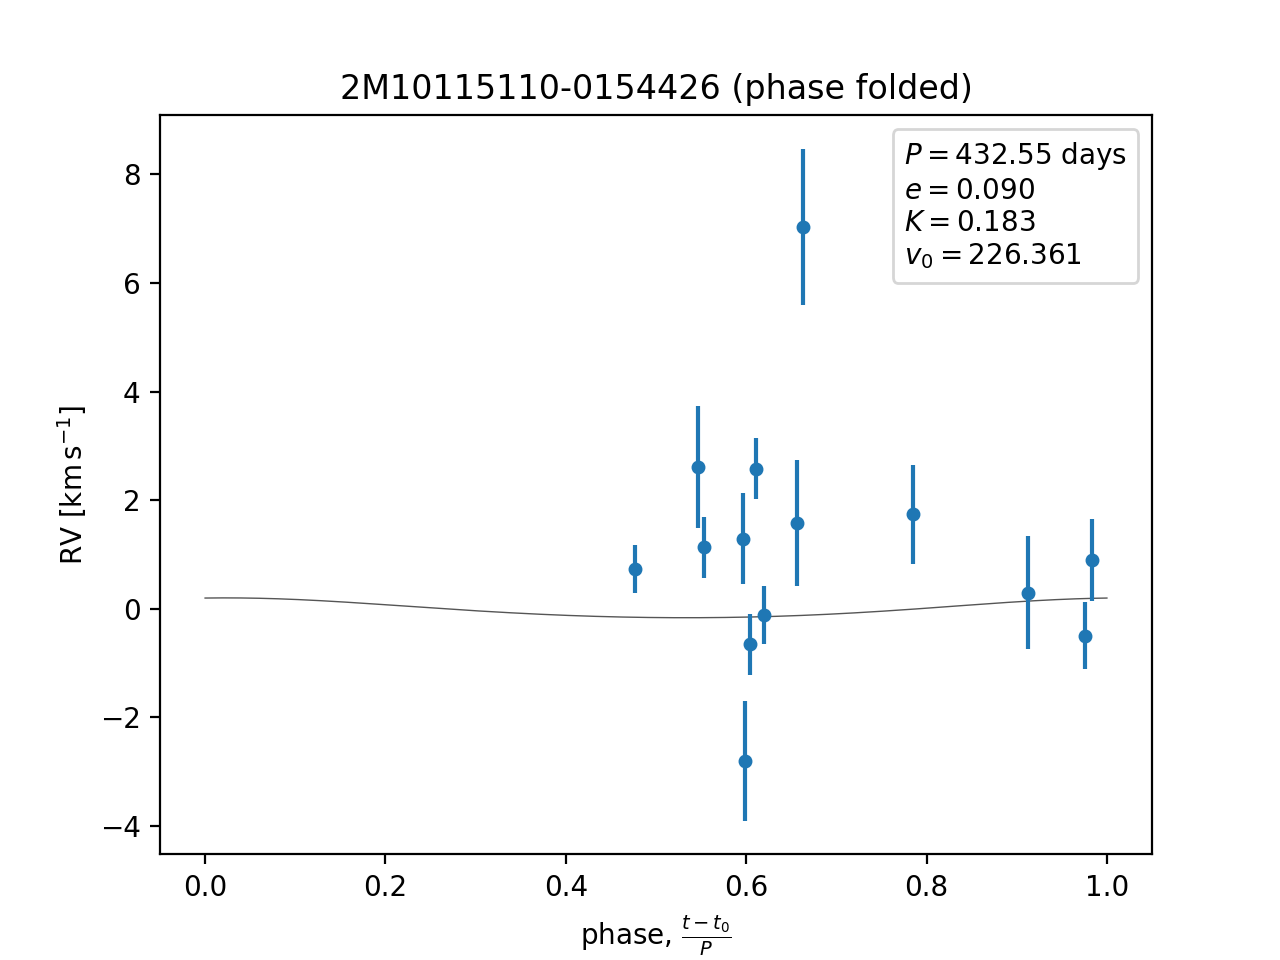 2M10115110-0154426 (phase folded)
P = 432.55 days
e = 0.090
K = 0.183
v₀ = 226.361
8
6
4
2
0
−2
−4
RV [km s⁻¹]
0.0 0.2 0.4 0.6 0.8 1.0
phase, (t − t₀)/P